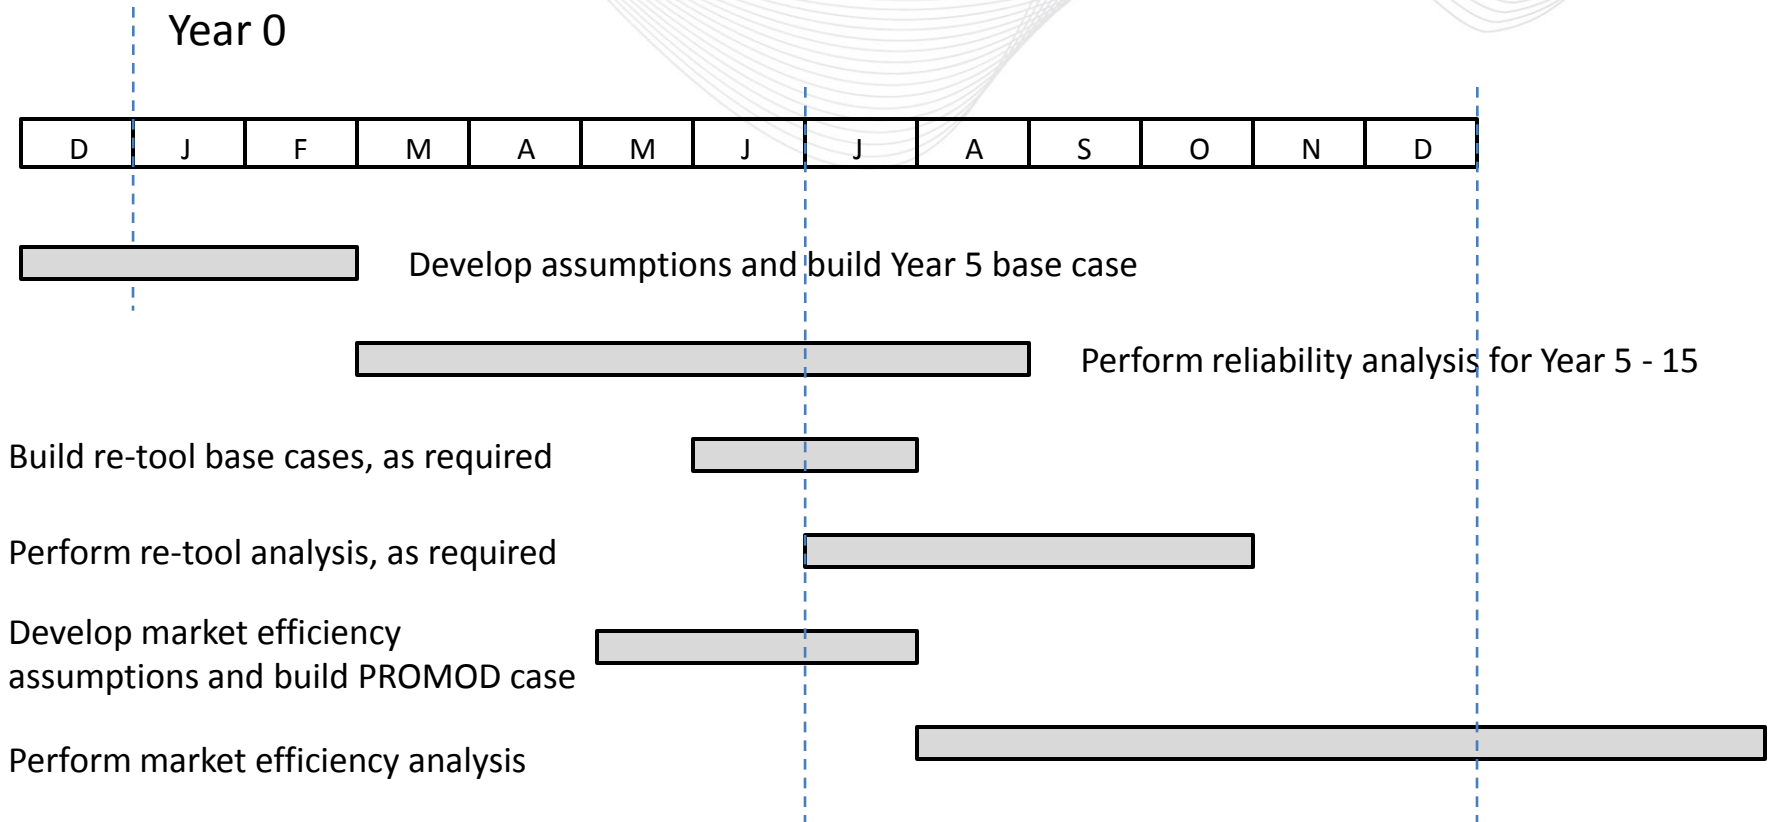 Year 0
D J F M A M J J A S O N D
Develop assumptions and build Year 5 base case
Perform reliability analysis for Year 5 - 15
Build re-tool base cases, as required
Perform re-tool analysis, as required
Develop market efficiency
assumptions and build PROMOD case
Perform market efficiency analysis